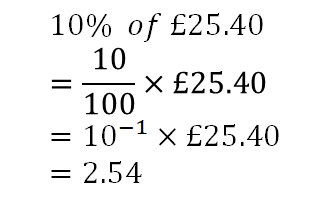 10% of £25.40
= 10/100 × £25.40
= 10⁻¹ × £25.40
= 2.54